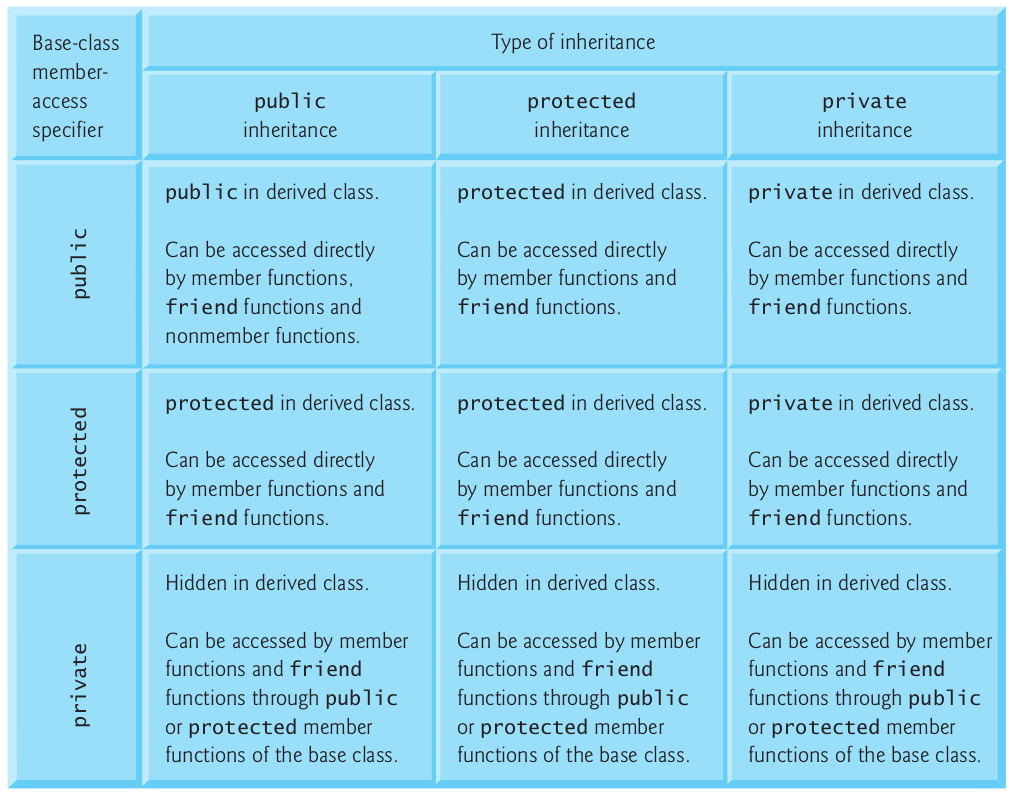 Base-class
member-
access
specifier
Type of inheritance
public
inheritance
protected
inheritance
private
inheritance
public
public in derived class.
Can be accessed directly
by member functions,
friend functions and
nonmember functions.
protected in derived class.
Can be accessed directly
by member functions and
friend functions.
private in derived class.
Can be accessed directly
by member functions and
friend functions.
protected
protected in derived class.
Can be accessed directly
by member functions and
friend functions.
protected in derived class.
Can be accessed directly
by member functions and
friend functions.
private in derived class.
Can be accessed directly
by member functions and
friend functions.
private
Hidden in derived class.
Can be accessed by member
functions and friend
functions through public
or protected member
functions of the base class.
Hidden in derived class.
Can be accessed by member
functions and friend
functions through public
or protected member
functions of the base class.
Hidden in derived class.
Can be accessed by member
functions and friend
functions through public
or protected member
functions of the base class.